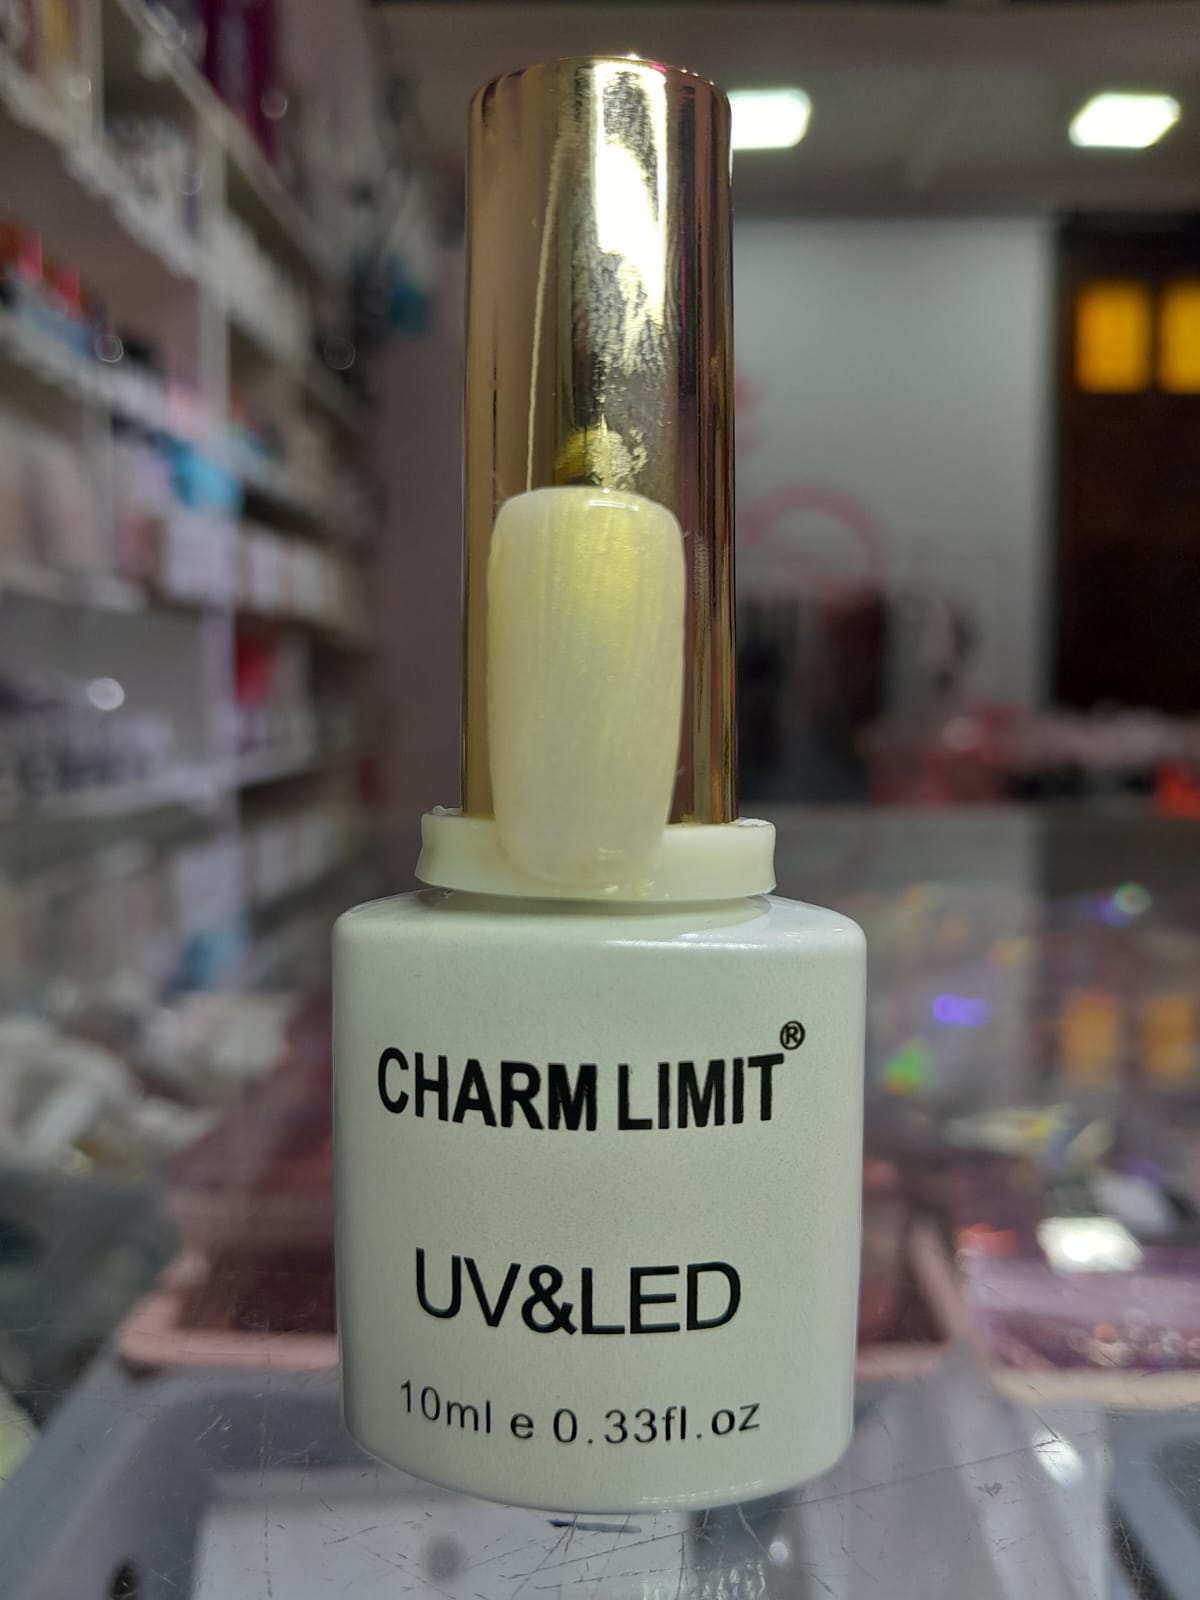 CHARM LIMIT®
UV&LED
10ml e 0.33fl.oz